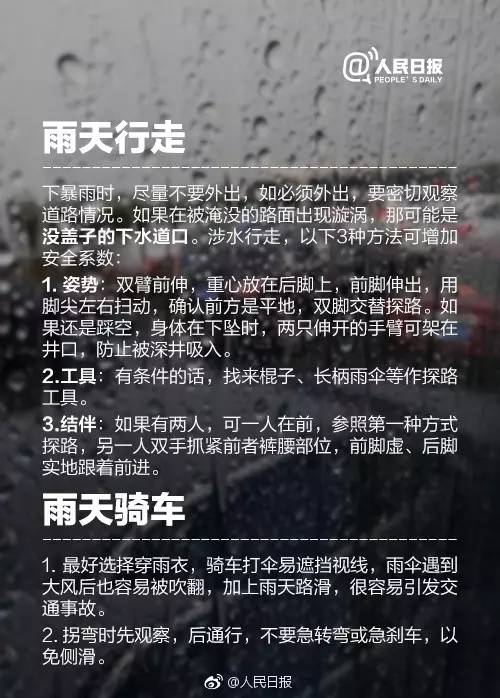 @人民日报
PEOPLE'S DAILY
雨天行走
下暴雨时，尽量不要外出，如必须外出，要密切观察
道路情况。如果在被淹没的路面出现漩涡，那可能是
没盖子的下水道口。涉水行走，以下3种方法可增加
安全系数：
1. 姿势：双臂前伸，重心放在后脚上，前脚伸出，用
脚尖左右扫动，确认前方是平地，双脚交替探路。如
果还是踩空，身体在下坠时，两只伸开的手臂可架在
井口，防止被深井吸入。
2.工具：有条件的话，找来棍子、长柄雨伞等作探路
工具。
3.结伴：如果有两人，可一人在前，参照第一种方式
探路，另一人双手抓紧前者裤腰部位，前脚虚、后脚
实地跟着前进。
雨天骑车
1. 最好选择穿雨衣，骑车打伞易遮挡视线，雨伞遇到
大风后也容易被吹翻，加上雨天路滑，很容易引发交
通事故。
2. 拐弯时先观察，后通行，不要急转弯或急刹车，以
免侧滑。
@人民日报